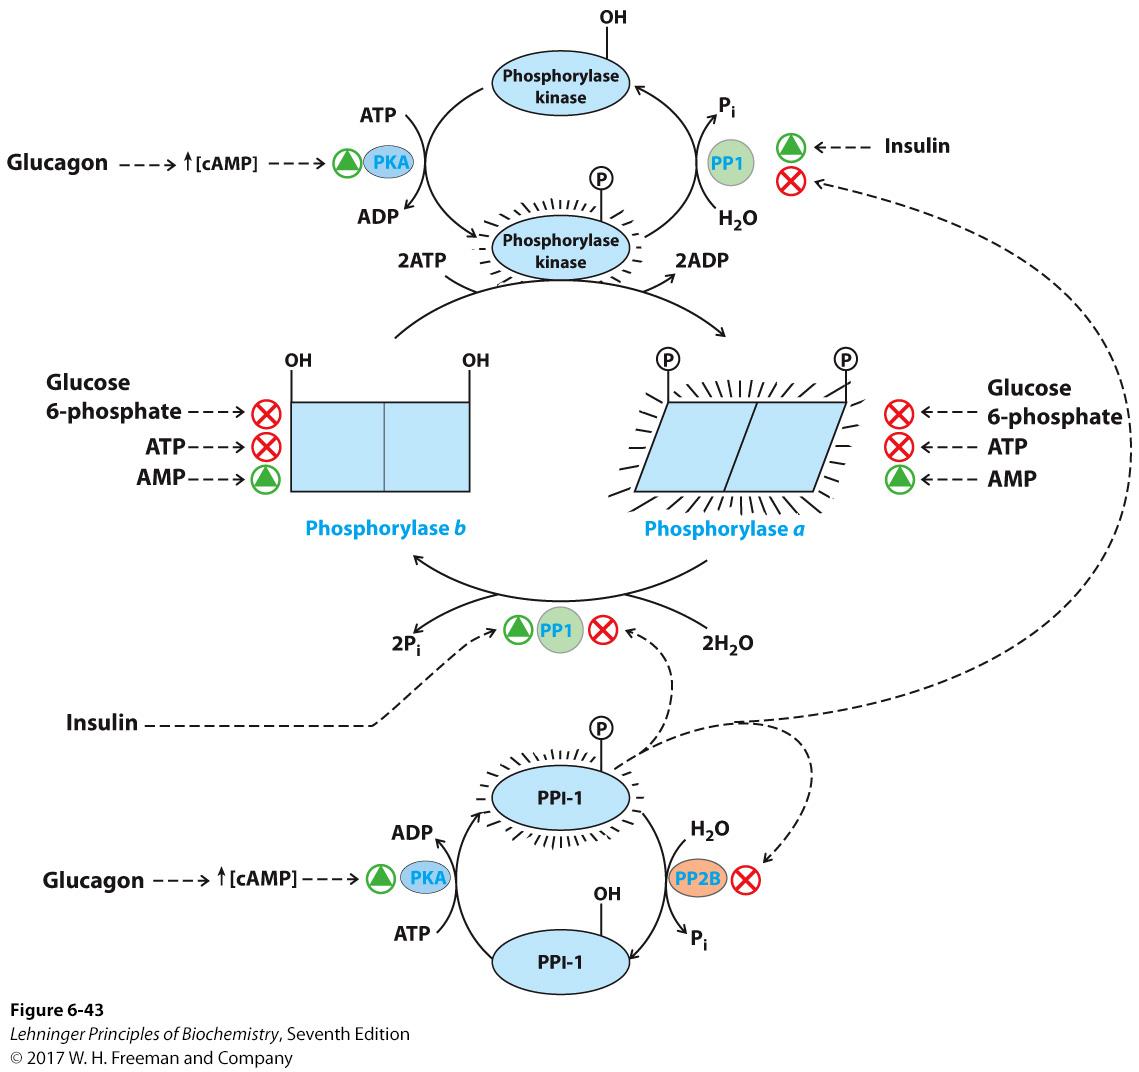 OH
Phosphorylase
kinase
ATP
Pi
Glucagon
[cAMP]
PKA
PP1
Insulin
ADP
P
H2O
Phosphorylase
kinase
2ATP
2ADP
OH
OH
P
P
Glucose
6-phosphate
ATP
AMP
Glucose
6-phosphate
ATP
AMP
Phosphorylase b
Phosphorylase a
2Pi
PP1
2H2O
Insulin
P
PPI-1
ADP
H2O
Glucagon
[cAMP]
PKA
PP2B
OH
ATP
Pi
PPI-1
Figure 6-43
Lehninger Principles of Biochemistry, Seventh Edition
© 2017 W. H. Freeman and Company